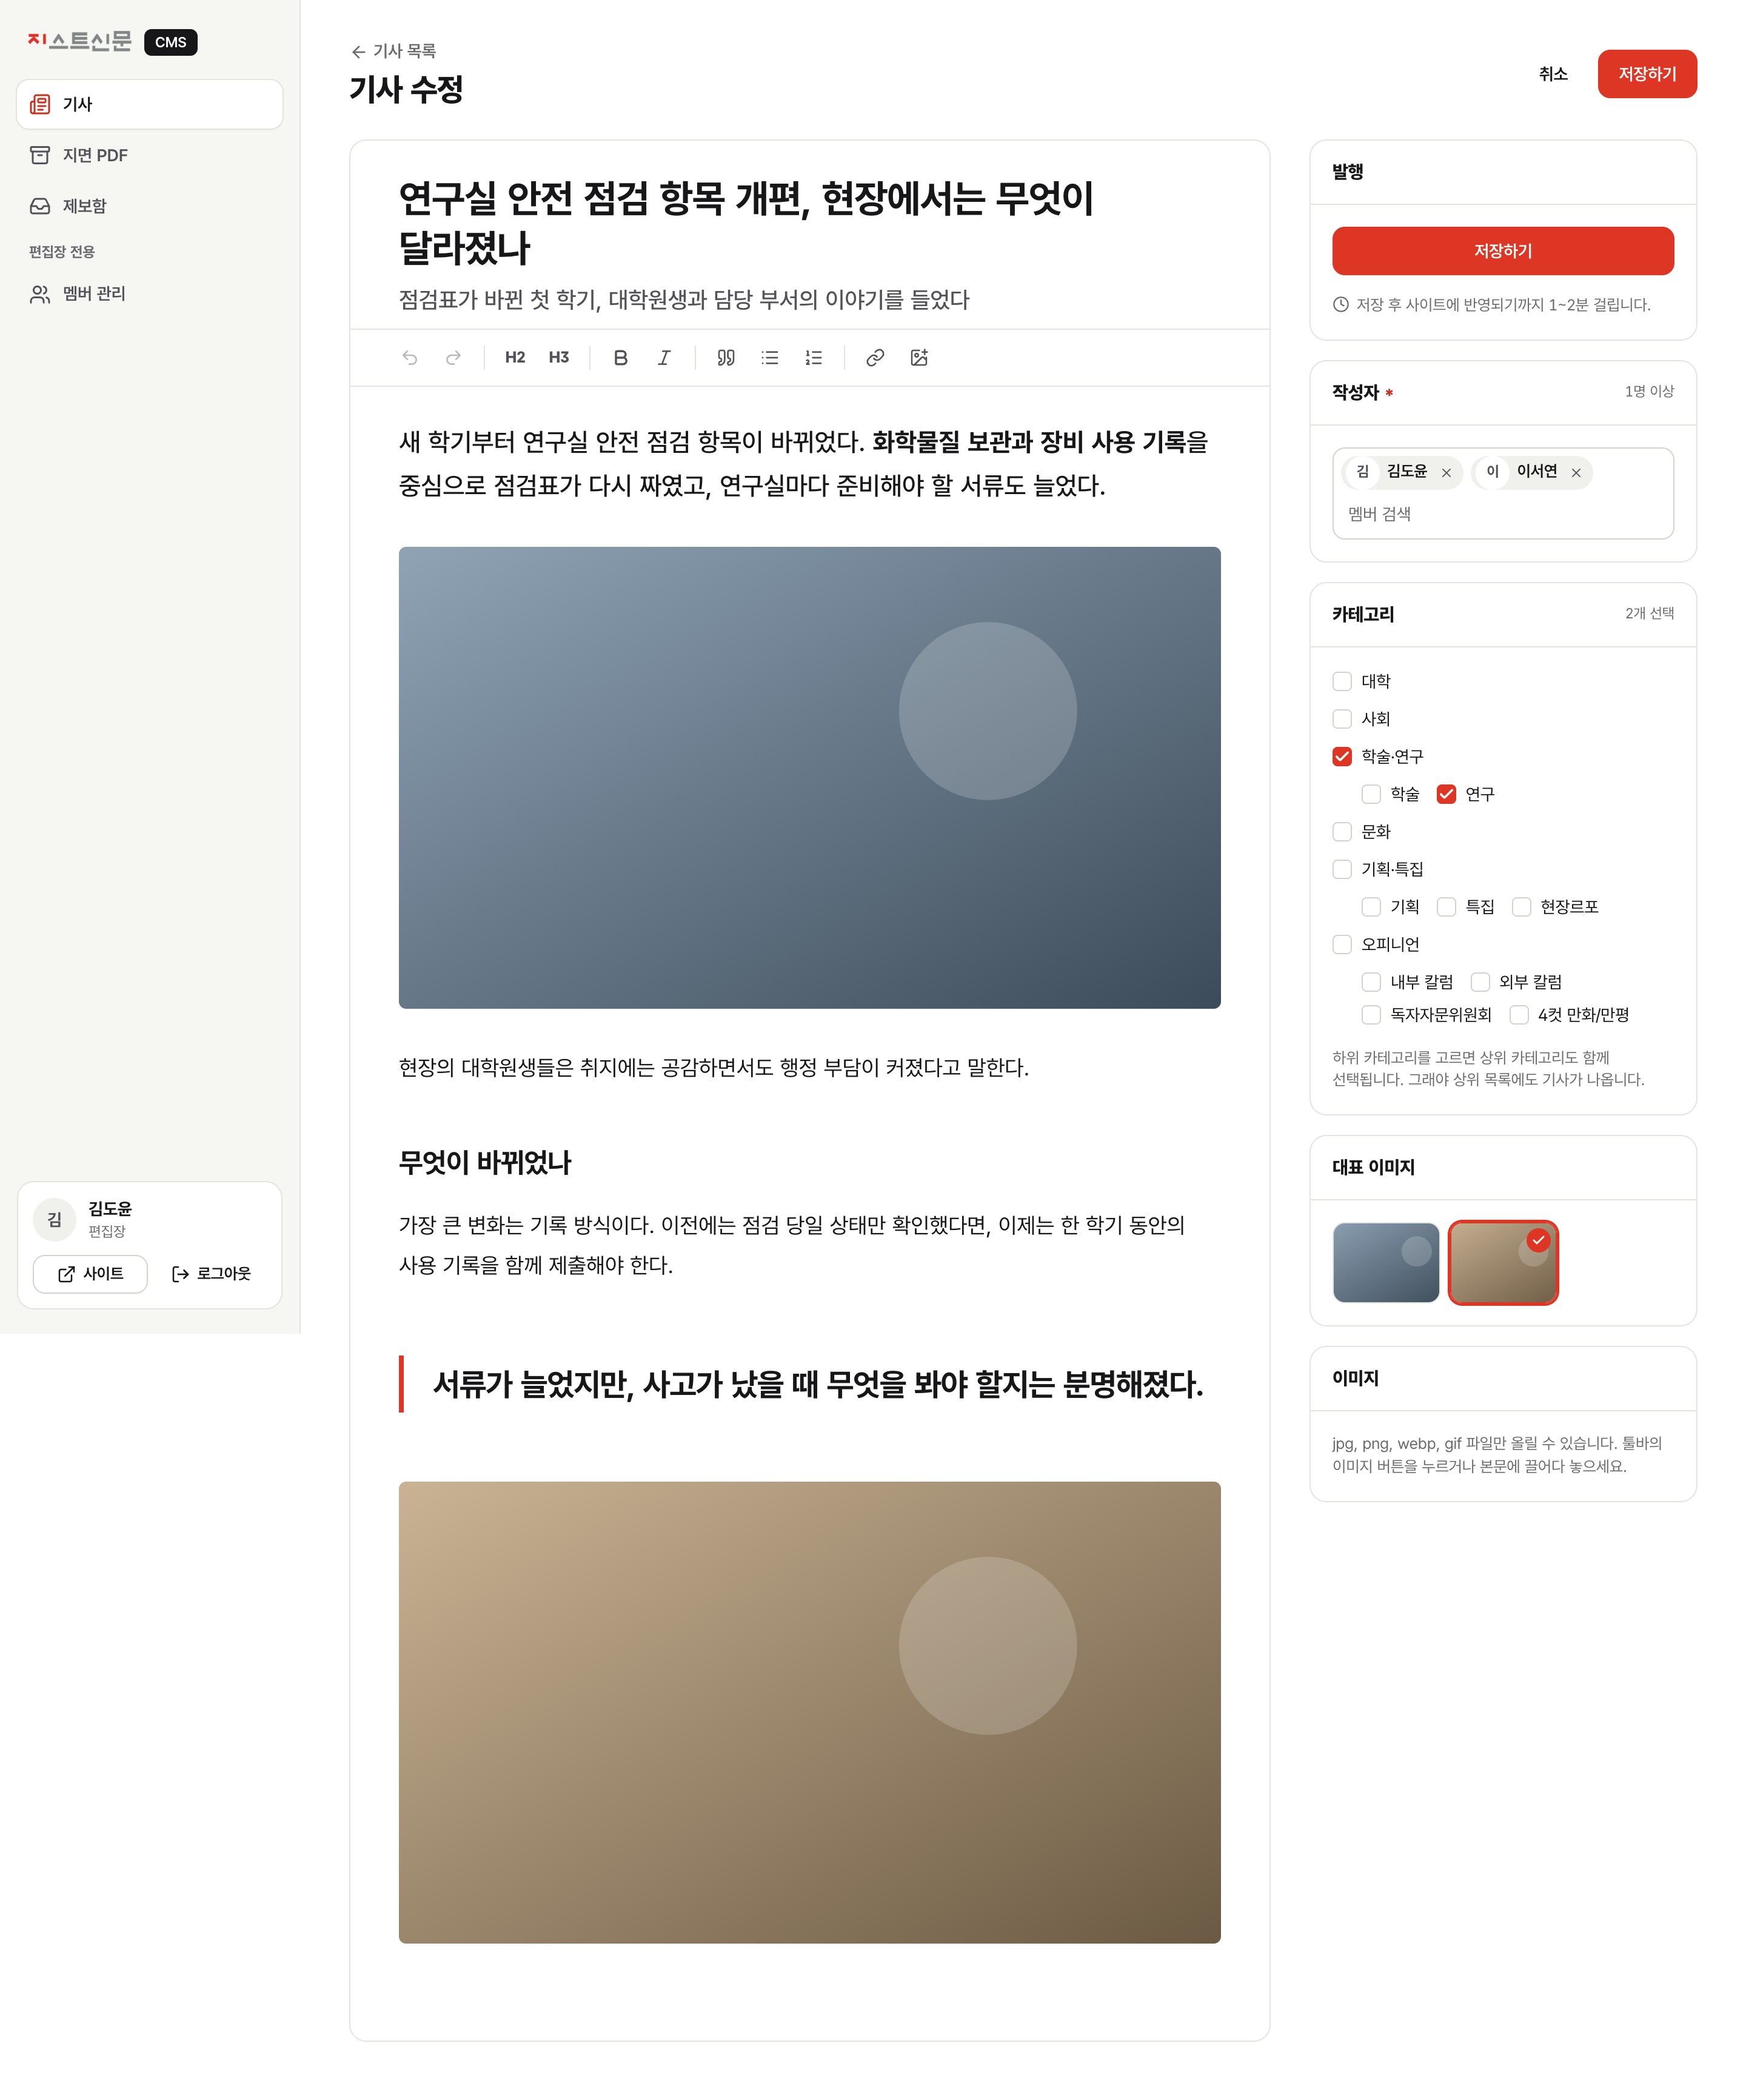 지스트신문 CMS
기사
지면 PDF
제보함
편집장 전용
멤버 관리
김 김도윤
편집장
사이트 로그아웃
기사 목록
기사 수정
취소 저장하기
연구실 안전 점검 항목 개편, 현장에서는 무엇이
달라졌나
점검표가 바뀐 첫 학기, 대학원생과 담당 부서의 이야기를 들었다
H2 H3 B I
새 학기부터 연구실 안전 점검 항목이 바뀌었다. 화학물질 보관과 장비 사용 기록을
중심으로 점검표가 다시 짜였고, 연구실마다 준비해야 할 서류도 늘었다.
현장의 대학원생들은 취지에는 공감하면서도 행정 부담이 커졌다고 말한다.
무엇이 바뀌었나
가장 큰 변화는 기록 방식이다. 이전에는 점검 당일 상태만 확인했다면, 이제는 한 학기 동안의
사용 기록을 함께 제출해야 한다.
서류가 늘었지만, 사고가 났을 때 무엇을 봐야 할지는 분명해졌다.
발행
저장하기
저장 후 사이트에 반영되기까지 1~2분 걸립니다.
작성자 * 1명 이상
김 김도윤 이 이서연
멤버 검색
카테고리 2개 선택
대학
사회
학술·연구
학술 연구
문화
기획·특집
기획 특집 현장르포
오피니언
내부 칼럼 외부 칼럼
독자자문위원회 4컷 만화/만평
하위 카테고리를 고르면 상위 카테고리도 함께
선택됩니다. 그래야 상위 목록에도 기사가 나옵니다.
대표 이미지
이미지
jpg, png, webp, gif 파일만 올릴 수 있습니다. 툴바의
이미지 버튼을 누르거나 본문에 끌어다 놓으세요.